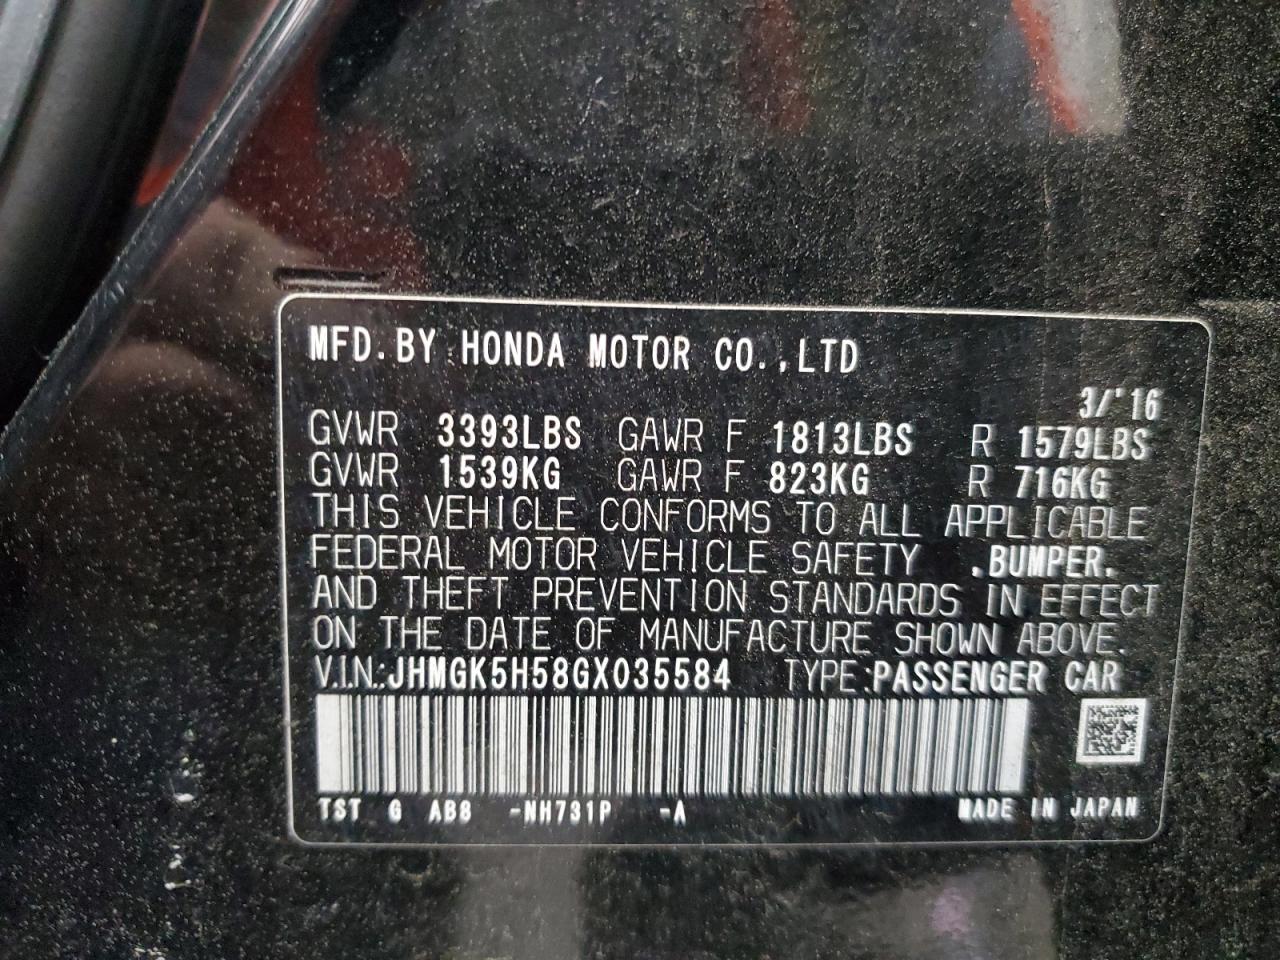 MFD.BY HONDA MOTOR CO.,LTD
3/'16
GVWR 3393LBS GAWR F 1813LBS R 1579LBS
GVWR 1539KG GAWR F 823KG R 716KG
THIS VEHICLE CONFORMS TO ALL APPLICABLE
FEDERAL MOTOR VEHICLE SAFETY .BUMPER.
AND THEFT PREVENTION STANDARDS IN EFFECT
ON THE DATE OF MANUFACTURE SHOWN ABOVE.
V.I.N.:JHMGK5H58GX035584 TYPE:PASSENGER CAR
TST G AB8 -NH731P -A MADE IN JAPAN